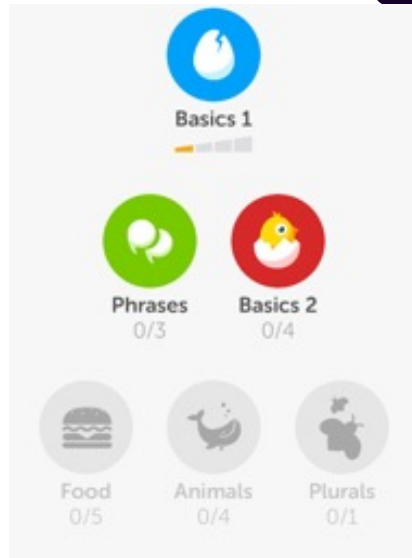 Basics 1
Phrases Basics 2
0/3 0/4
Food Animals Plurals
0/5 0/4 0/1